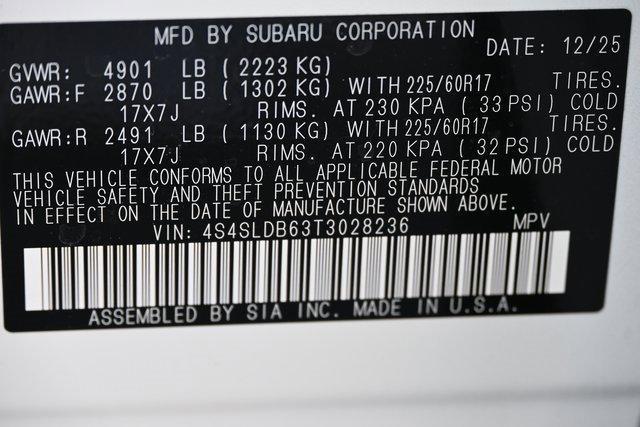 MFD BY SUBARU CORPORATION
DATE: 12/25
GVWR: 4901 LB ( 2223 KG)
GAWR:F 2870 LB ( 1302 KG) WITH 225/60R17 TIRES.
17X7J RIMS. AT 230 KPA ( 33 PSI) COLD
GAWR:R 2491 LB ( 1130 KG) WITH 225/60R17 TIRES.
17X7J RIMS. AT 220 KPA ( 32 PSI) COLD
THIS VEHICLE CONFORMS TO ALL APPLICABLE FEDERAL MOTOR
VEHICLE SAFETY AND THEFT PREVENTION STANDARDS
IN EFFECT ON THE DATE OF MANUFACTURE SHOWN ABOVE.
VIN: 4S4SLDB63T3028236 MPV
ASSEMBLED BY SIA INC. MADE IN U.S.A.